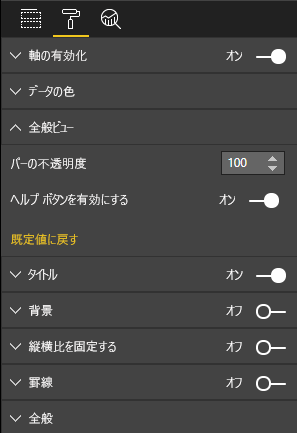 軸の有効化 オン
データの色
全般ビュー
バーの不透明度 100
ヘルプ ボタンを有効にする オン
既定値に戻す
タイトル オン
背景 オフ
縦横比を固定する オフ
罫線 オフ
全般